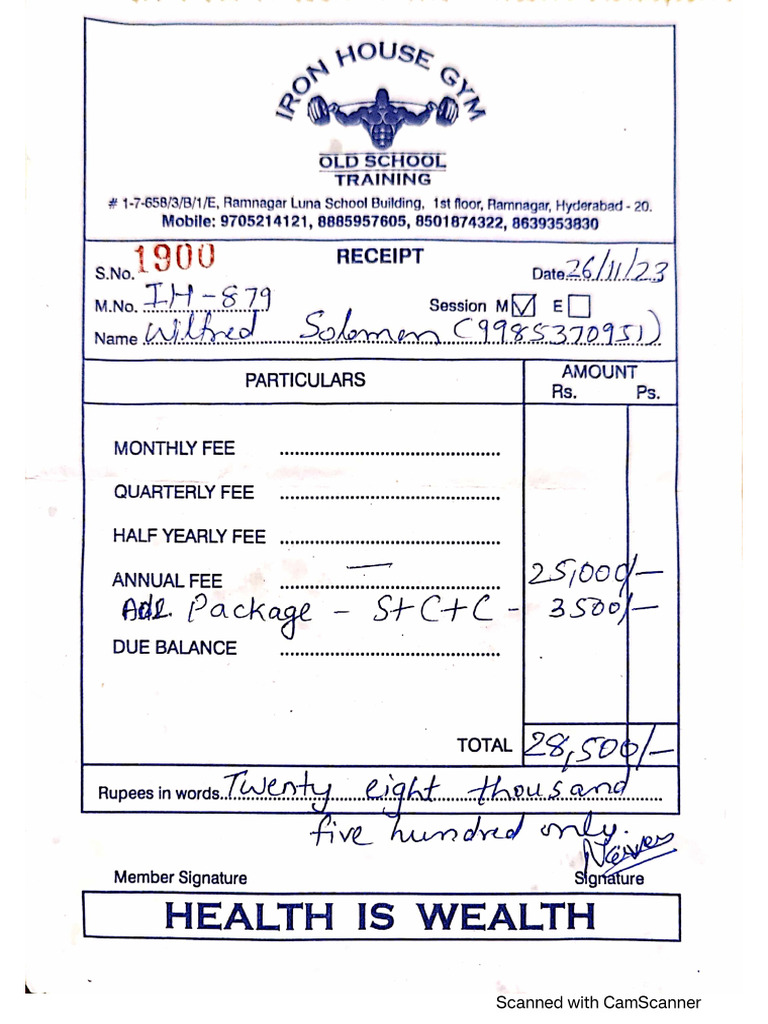 IRON HOUSE GYM
OLD SCHOOL
TRAINING
# 1-7-658/3/B/1/E, Ramnagar Luna School Building, 1st floor, Ramnagar, Hyderabad - 20.
Mobile: 9705214121, 8885957605, 8501874322, 8639353830
S.No. 1900 RECEIPT Date 26/11/23
M.No. IH-879 Session M ☑ E ☐
Name Wilfred Solomon (9985370951)
PARTICULARS AMOUNT
Rs. Ps.
MONTHLY FEE
QUARTERLY FEE
HALF YEARLY FEE
ANNUAL FEE — 25,000/-
Package - S+C+C - 3500/-
DUE BALANCE
TOTAL 28,500/-
Rupees in words Twenty eight thousand
five hundred only.
Member Signature Signature
HEALTH IS WEALTH
Scanned with CamScanner